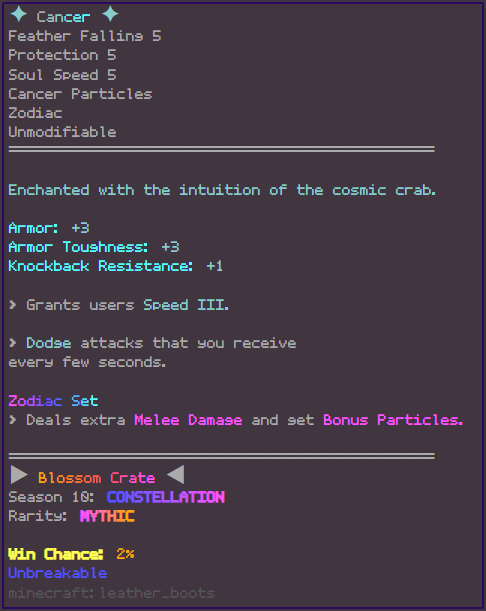 ✦ Cancer ✦
Feather Falling 5
Protection 5
Soul Speed 5
Cancer Particles
Zodiac
Unmodifiable
Enchanted with the intuition of the cosmic crab.
Armor: +3
Armor Toughness: +3
Knockback Resistance: +1
> Grants users Speed III.
> Dodge attacks that you receive
every few seconds.
Zodiac Set
> Deals extra Melee Damage and set Bonus Particles.
▶ Blossom Crate ◀
Season 10: CONSTELLATION
Rarity: MYTHIC
Win Chance: 2%
Unbreakable
minecraft:leather_boots